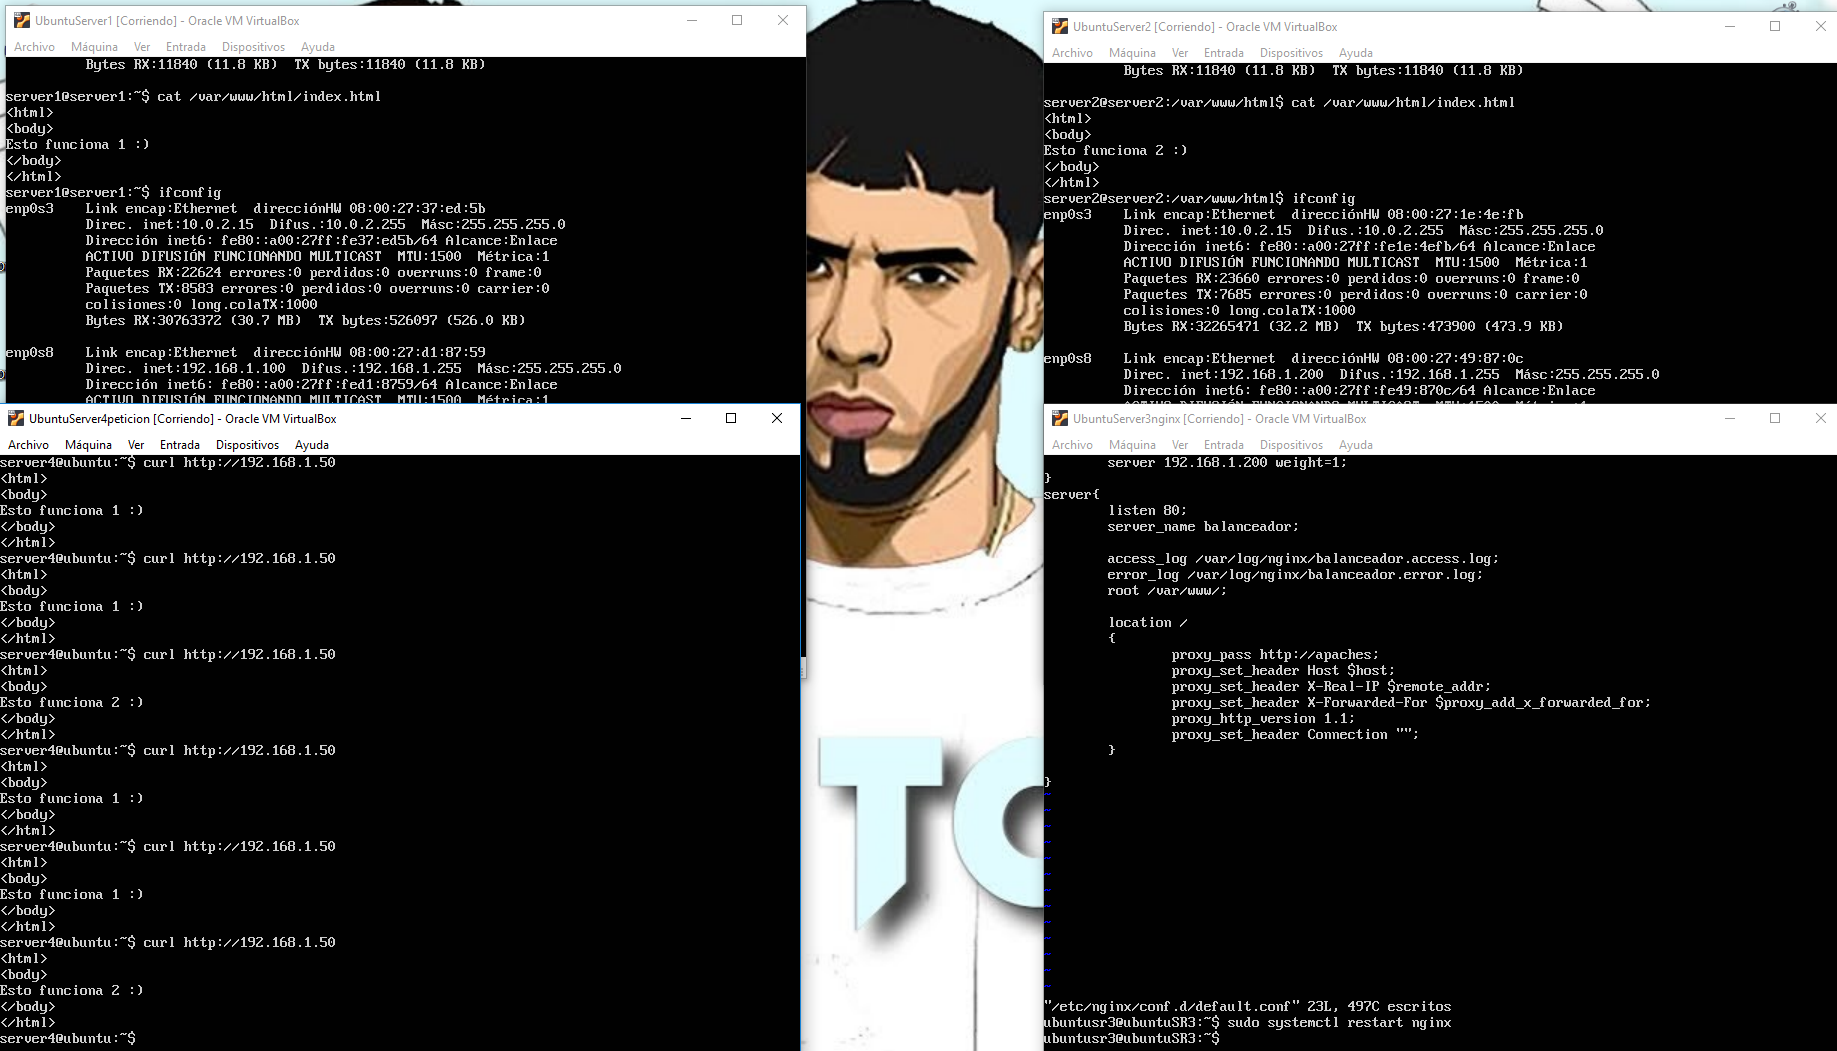 UbuntuServer1 [Corriendo] - Oracle VM VirtualBox
Archivo Máquina Ver Entrada Dispositivos Ayuda
Bytes RX:11840 (11.8 KB)  TX bytes:11840 (11.8 KB)
server1@server1:~$ cat /var/www/html/index.html
<html>
<body>
Esto funciona 1 :)
</body>
</html>
server1@server1:~$ ifconfig
enp0s3    Link encap:Ethernet  direcciónHW 08:00:27:37:ed:5b
Direc. inet:10.0.2.15  Difus.:10.0.2.255  Másc:255.255.255.0
Dirección inet6: fe80::a00:27ff:fe37:ed5b/64 Alcance:Enlace
ACTIVO DIFUSIÓN FUNCIONANDO MULTICAST  MTU:1500  Métrica:1
Paquetes RX:22624 errores:0 perdidos:0 overruns:0 frame:0
Paquetes TX:8583 errores:0 perdidos:0 overruns:0 carrier:0
colisiones:0 long.colaTX:1000
Bytes RX:30763372 (30.7 MB)  TX bytes:526097 (526.0 KB)
enp0s8    Link encap:Ethernet  direcciónHW 08:00:27:d1:87:59
Direc. inet:192.168.1.100  Difus.:192.168.1.255  Másc:255.255.255.0
Dirección inet6: fe80::a00:27ff:fed1:8759/64 Alcance:Enlace
ACTIVO DIFUSIÓN FUNCIONANDO MULTICAST  MTU:1500  Métrica:1
UbuntuServer2 [Corriendo] - Oracle VM VirtualBox
Archivo Máquina Ver Entrada Dispositivos Ayuda
Bytes RX:11840 (11.8 KB)  TX bytes:11840 (11.8 KB)
server2@server2:/var/www/html$ cat /var/www/html/index.html
<html>
<body>
Esto funciona 2 :)
</body>
</html>
server2@server2:/var/www/html$ ifconfig
enp0s3    Link encap:Ethernet  direcciónHW 08:00:27:1e:4e:fb
Direc. inet:10.0.2.15  Difus.:10.0.2.255  Másc:255.255.255.0
Dirección inet6: fe80::a00:27ff:fe1e:4efb/64 Alcance:Enlace
ACTIVO DIFUSIÓN FUNCIONANDO MULTICAST  MTU:1500  Métrica:1
Paquetes RX:23660 errores:0 perdidos:0 overruns:0 frame:0
Paquetes TX:7685 errores:0 perdidos:0 overruns:0 carrier:0
colisiones:0 long.colaTX:1000
Bytes RX:32265471 (32.2 MB)  TX bytes:473900 (473.9 KB)
enp0s8    Link encap:Ethernet  direcciónHW 08:00:27:49:87:0c
Direc. inet:192.168.1.200  Difus.:192.168.1.255  Másc:255.255.255.0
Dirección inet6: fe80::a00:27ff:fe49:870c/64 Alcance:Enlace
UbuntuServer4peticion [Corriendo] - Oracle VM VirtualBox
Archivo Máquina Ver Entrada Dispositivos Ayuda
server4@ubuntu:~$ curl http://192.168.1.50
<html>
<body>
Esto funciona 1 :)
</body>
</html>
server4@ubuntu:~$ curl http://192.168.1.50
<html>
<body>
Esto funciona 1 :)
</body>
</html>
server4@ubuntu:~$ curl http://192.168.1.50
<html>
<body>
Esto funciona 2 :)
</body>
</html>
server4@ubuntu:~$ curl http://192.168.1.50
<html>
<body>
Esto funciona 1 :)
</body>
</html>
server4@ubuntu:~$ curl http://192.168.1.50
<html>
<body>
Esto funciona 1 :)
</body>
</html>
server4@ubuntu:~$ curl http://192.168.1.50
<html>
<body>
Esto funciona 2 :)
</body>
</html>
server4@ubuntu:~$
TO
UbuntuServer3nginx [Corriendo] - Oracle VM VirtualBox
Archivo Máquina Ver Entrada Dispositivos Ayuda
server 192.168.1.200 weight=1;
}
server{
listen 80;
server_name balanceador;
access_log /var/log/nginx/balanceador.access.log;
error_log /var/log/nginx/balanceador.error.log;
root /var/www/;
location /
{
proxy_pass http://apaches;
proxy_set_header Host $host;
proxy_set_header X-Real-IP $remote_addr;
proxy_set_header X-Forwarded-For $proxy_add_x_forwarded_for;
proxy_http_version 1.1;
proxy_set_header Connection "";
}
}
~
~
~
~
~
~
~
~
~
~
~
~
~
"/etc/nginx/conf.d/default.conf" 23L, 497C escritos
ubuntusr3@ubuntuSR3:~$ sudo systemctl restart nginx
ubuntusr3@ubuntuSR3:~$